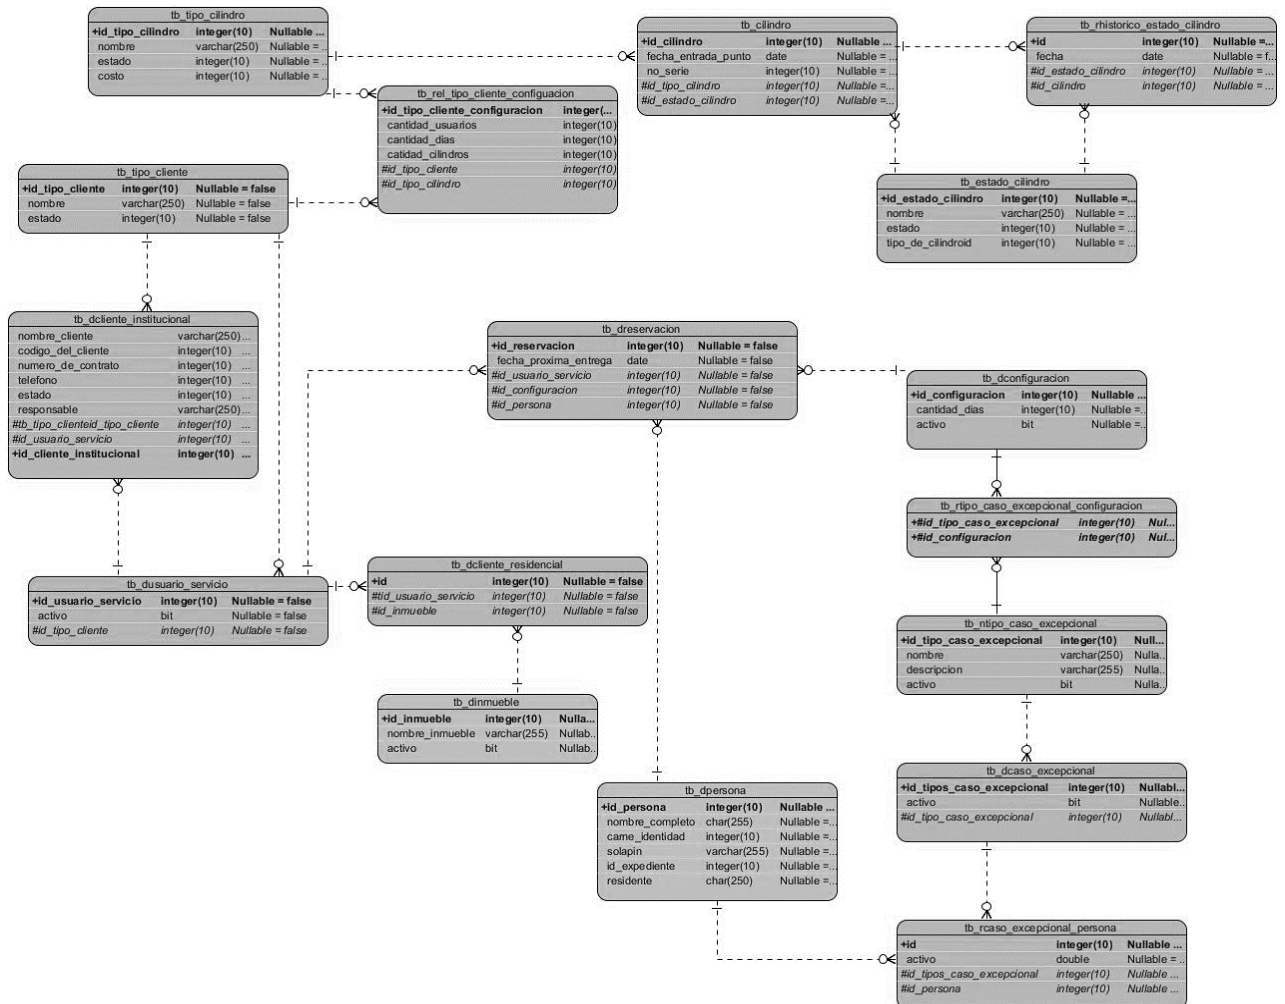 tb_tipo_cilindro
+id_tipo_cilindro integer(10) Nullable = ...
nombre varchar(250) Nullable = ...
estado integer(10) Nullable = ...
costo integer(10) Nullable = ...
tb_cilindro
+id_cilindro integer(10) Nullable ...
fecha_entrada_punto date Nullable = ...
no_serie integer(10) Nullable = ...
#id_tipo_cilindro integer(10) Nullable =...
#id_estado_cilindro integer(10) Nullable =...
tb_rhistorico_estado_cilindro
+id integer(10) Nullable =...
fecha date Nullable = f...
#id_estado_cilindro integer(10) Nullable =...
#id_cilindro integer(10) Nullable =...
tb_rel_tipo_cliente_configuacion
+id_tipo_cliente_configuracion integer(...
cantidad_usuarios integer(10)
cantidad_dias integer(10)
catidad_cilindros integer(10)
#id_tipo_cliente integer(10)
#id_tipo_cilindro integer(10)
tb_tipo_cliente
+id_tipo_cliente integer(10) Nullable = false
nombre varchar(250) Nullable = false
estado integer(10) Nullable = false
tb_estado_cilindro
+id_estado_cilindro integer(10) Nullable =...
nombre varchar(250) Nullable = ...
estado integer(10) Nullable = ...
tipo_de_cilindroid integer(10) Nullable = ...
tb_dcliente_institucional
nombre_cliente varchar(250)...
codigo_del_cliente integer(10) ...
numero_de_contrato integer(10) ...
telefono integer(10) ...
estado integer(10) ...
responsable varchar(250)...
#tb_tipo_clienteid_tipo_cliente integer(10) ...
#id_usuario_servicio integer(10) ...
+id_cliente_institucional integer(10) ...
tb_dreservacion
+id_reservacion integer(10) Nullable = false
fecha_proxima_entrega date Nullable = false
#id_usuario_servicio integer(10) Nullable = false
#id_configuracion integer(10) Nullable = false
#id_persona integer(10) Nullable = false
tb_dconfiguracion
+id_configuracion integer(10) Nullable ...
cantidad_dias integer(10) Nullable =...
activo bit Nullable =...
tb_rtipo_caso_excepcional_configuracion
+#id_tipo_caso_excepcional integer(10) Nul...
+#id_configuracion integer(10) Nul...
tb_dusuario_servicio
+id_usuario_servicio integer(10) Nullable = false
activo bit Nullable = false
#id_tipo_cliente integer(10) Nullable = false
tb_dcliente_residencial
+id integer(10) Nullable = false
#tid_usuario_servicio integer(10) Nullable = false
#id_inmueble integer(10) Nullable = false
tb_ntipo_caso_excepcional
+id_tipo_caso_excepcional integer(10) Null...
nombre varchar(250) Nulla...
descripcion varchar(255) Nulla...
activo bit Nulla...
tb_dinmueble
+id_inmueble integer(10) Nulla...
nombre_inmueble varchar(255) Nullab...
activo bit Nullab...
tb_dcaso_excepcional
+id_tipos_caso_excepcional integer(10) Nullabl...
activo bit Nullable...
#id_tipo_caso_excepcional integer(10) Nullabl...
tb_dpersona
+id_persona integer(10) Nullable ...
nombre_completo char(255) Nullable =...
carne_identidad integer(10) Nullable =...
solapin varchar(255) Nullable =...
id_expediente integer(10) Nullable =...
residente char(250) Nullable =...
tb_rcaso_excepcional_persona
+id integer(10) Nullable ...
activo double Nullable = ...
#id_tipos_caso_excepcional integer(10) Nullable ...
#id_persona integer(10) Nullable ...